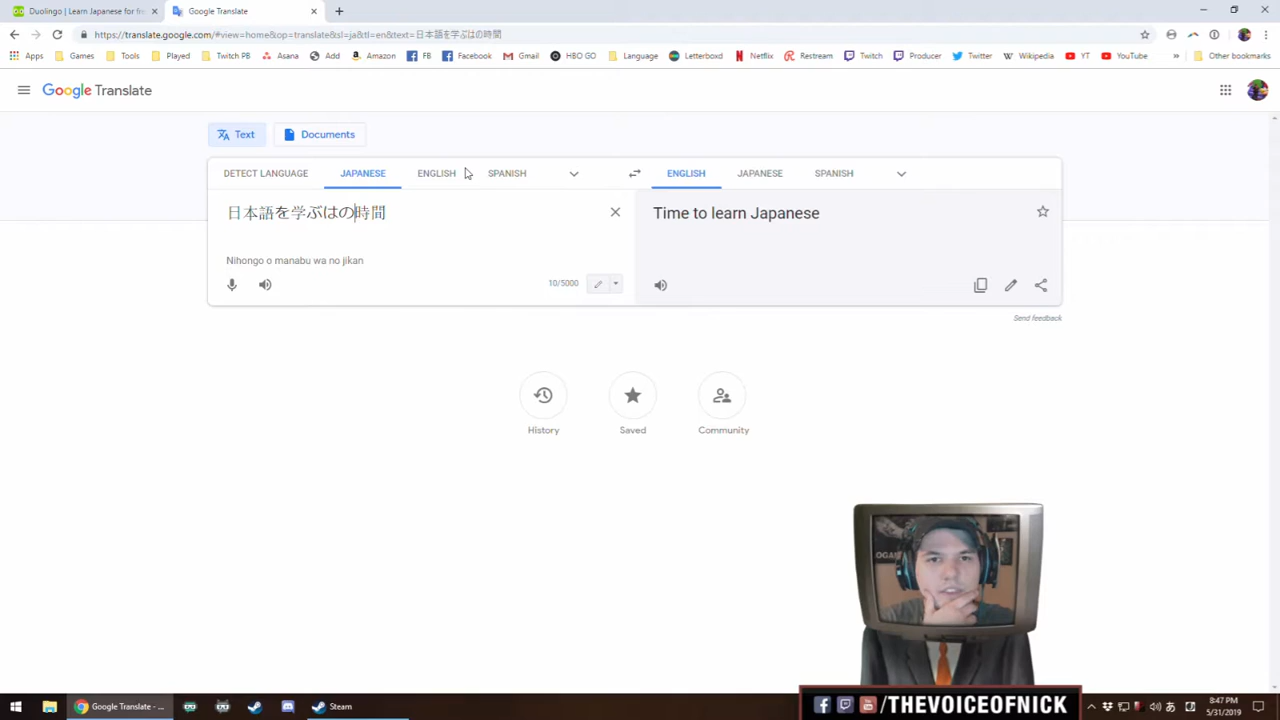 Duolingo | Learn Japanese for fr
Google Translate
https://translate.google.com/#view=home&op=translate&sl=ja&tl=en&text=日本語を学ぶはの時間
Apps Games Tools Played Twitch PB Asana Add Amazon FB Facebook Gmail HBO GO Language Letterboxd Netflix Restream Twitch Producer Twitter Wikipedia YT YouTube » Other bookmarks
Google Translate
Text Documents
DETECT LANGUAGE JAPANESE ENGLISH SPANISH ENGLISH JAPANESE SPANISH
日本語を学ぶはの時間
Time to learn Japanese
Nihongo o manabu wa no jikan
10/5000
Send feedback
History Saved Community
/THEVOICEOFNICK
Google Translate - ...
Steam
あ
8:47 PM
5/31/2019